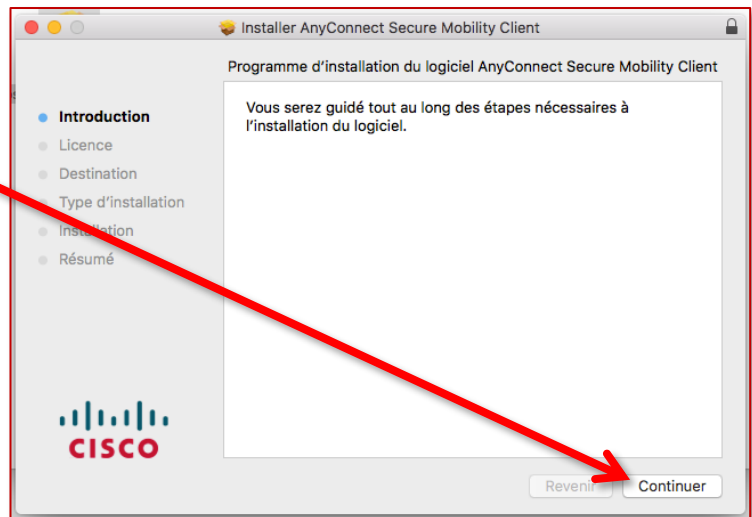 Installer AnyConnect Secure Mobility Client
Programme d'installation du logiciel AnyConnect Secure Mobility Client
Introduction
Licence
Destination
Type d'installation
Installation
Résumé
Vous serez guidé tout au long des étapes nécessaires à
l'installation du logiciel.
CISCO
Revenir
Continuer